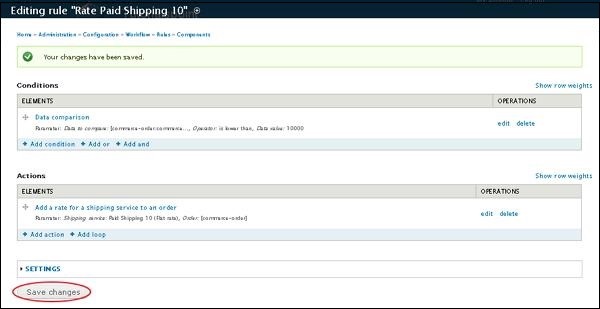 Editing rule "Rate Paid Shipping 10"
Home » Administration » Configuration » Workflow » Rules » Components
Your changes have been saved.
Conditions
Show row weights
ELEMENTS OPERATIONS
Data comparison
edit delete
Parameter: Data to compare: [commerce-order:commerce..., Operator: is lower than, Data value: 10000
+ Add condition + Add or + Add and
Actions
Show row weights
ELEMENTS OPERATIONS
Add a rate for a shipping service to an order
edit delete
Parameter: Shipping service: Paid Shipping 10 (Flat rate), Order: [commerce-order]
+ Add action + Add loop
SETTINGS
Save changes